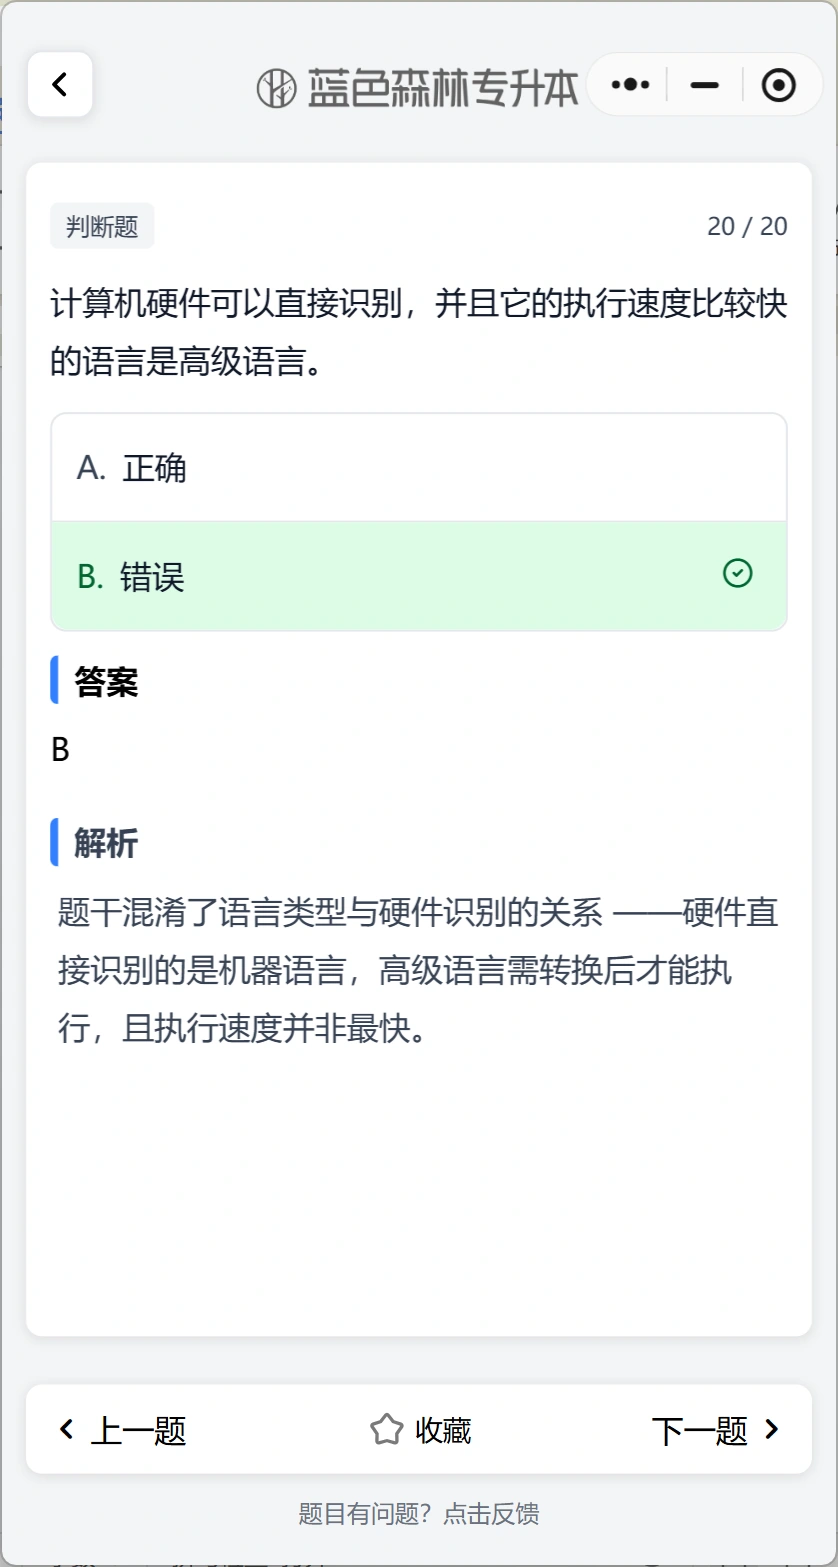 蓝色森林专升本
判断题
20 / 20
计算机硬件可以直接识别，并且它的执行速度比较快
的语言是高级语言。
A. 正确
B. 错误
答案
B
解析
题干混淆了语言类型与硬件识别的关系 ——硬件直
接识别的是机器语言，高级语言需转换后才能执
行，且执行速度并非最快。
上一题
收藏
下一题
题目有问题？点击反馈